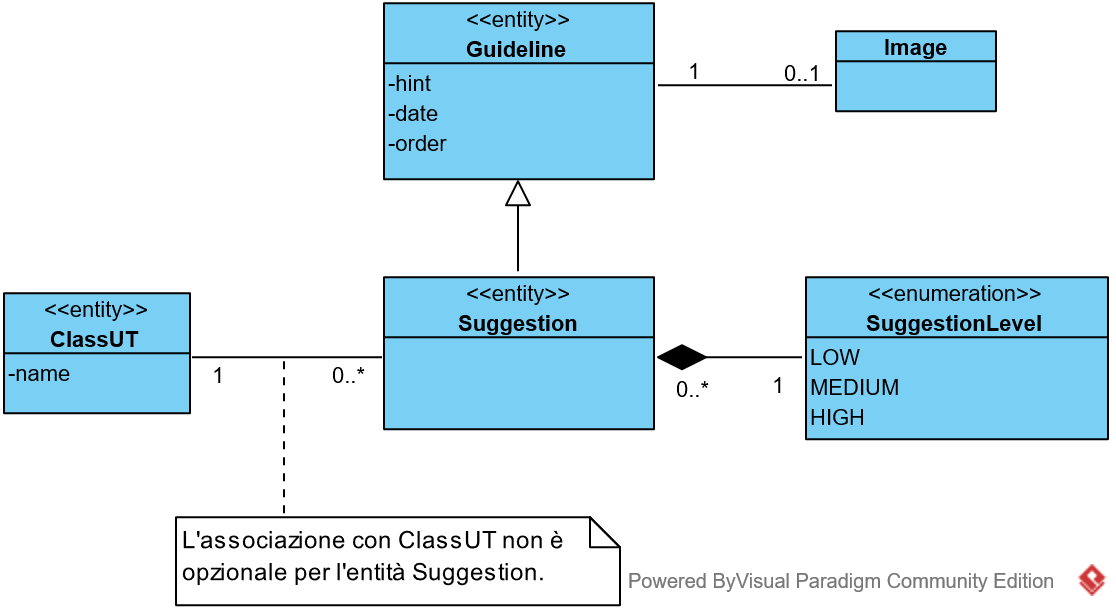 <<entity>>
Guideline
-hint
-date
-order
1
0..1
Image
<<entity>>
ClassUT
-name
1
0..*
<<entity>>
Suggestion
0..*
1
<<enumeration>>
SuggestionLevel
LOW
MEDIUM
HIGH
L'associazione con ClassUT non è
opzionale per l'entità Suggestion.
Powered ByVisual Paradigm Community Edition